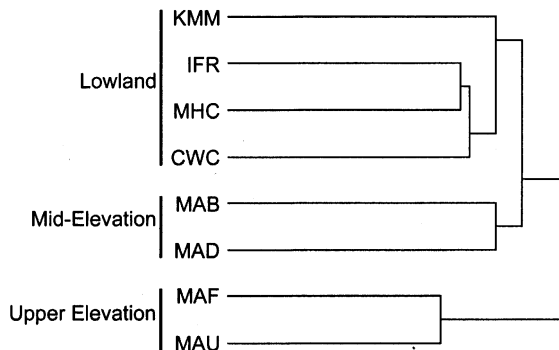 KMM
IFR
Lowland
MHC
CWC
MAB
Mid-Elevation
MAD
MAF
Upper Elevation
MAU